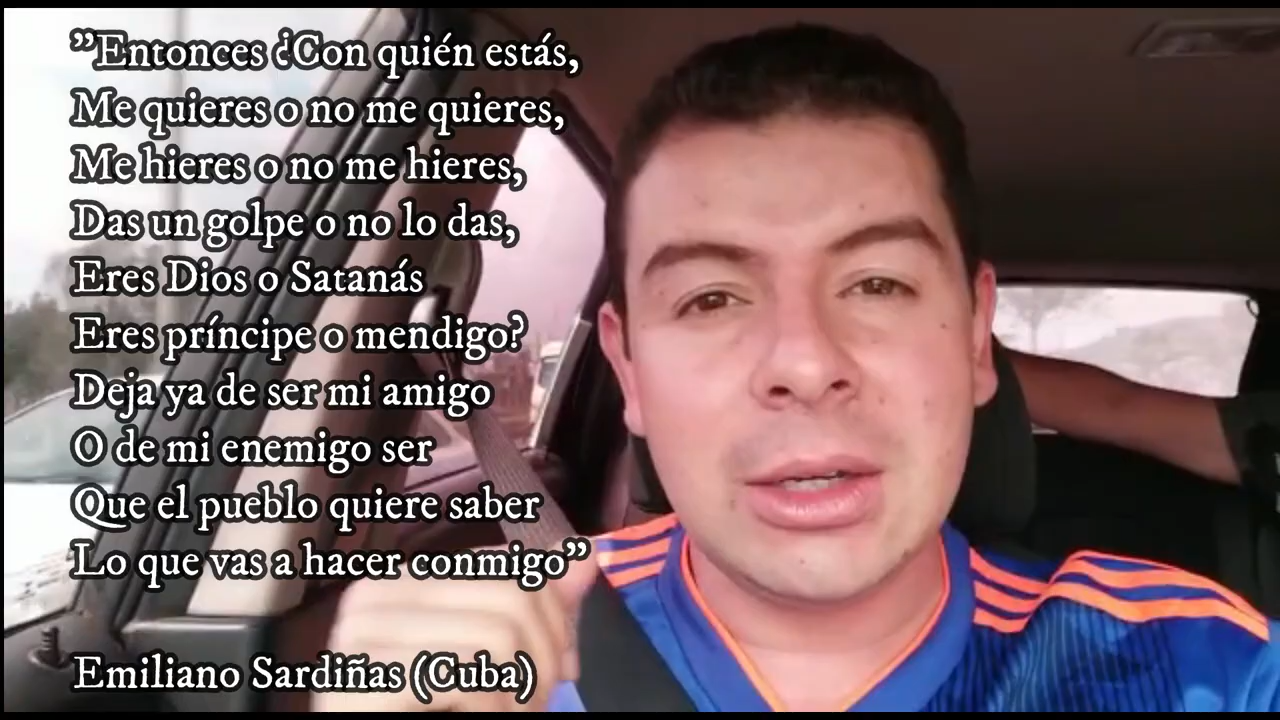 ”Entonces ¿Con quién estás,
Me quieres o no me quieres,
Me hieres o no me hieres,
Das un golpe o no lo das,
Eres Dios o Satanás
Eres príncipe o mendigo?
Deja ya de ser mi amigo
O de mi enemigo ser
Que el pueblo quiere saber
Lo que vas a hacer conmigo”
Emiliano Sardiñas (Cuba)